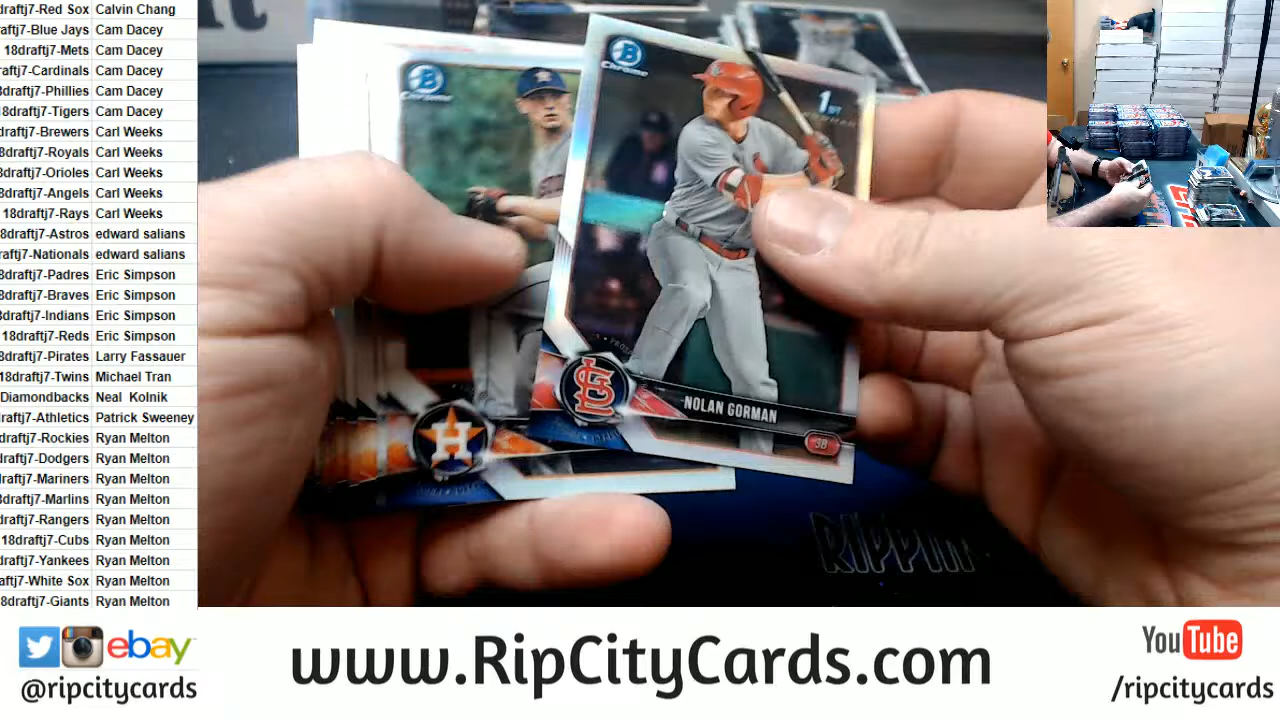 draftj7-Red Sox Calvin Chang
aftj7-Blue Jays Cam Dacey
18draftj7-Mets Cam Dacey
raftj7-Cardinals Cam Dacey
draftj7-Phillies Cam Dacey
8draftj7-Tigers Cam Dacey
draftj7-Brewers Carl Weeks
8draftj7-Royals Carl Weeks
draftj7-Orioles Carl Weeks
8draftj7-Angels Carl Weeks
18draftj7-Rays Carl Weeks
8draftj7-Astros edward salians
raftj7-Nationals edward salians
8draftj7-Padres Eric Simpson
8draftj7-Braves Eric Simpson
draftj7-Indians Eric Simpson
18draftj7-Reds Eric Simpson
8draftj7-Pirates Larry Fassauer
18draftj7-Twins Michael Tran
Diamondbacks Neal Kolnik
raftj7-Athletics Patrick Sweeney
draftj7-Rockies Ryan Melton
draftj7-Dodgers Ryan Melton
draftj7-Mariners Ryan Melton
draftj7-Marlins Ryan Melton
draftj7-Rangers Ryan Melton
18draftj7-Cubs Ryan Melton
draftj7-Yankees Ryan Melton
aftj7-White Sox Ryan Melton
8draftj7-Giants Ryan Melton
B
Chrome
B
Chrome
1ST
H
STL
NOLAN GORMAN
3B
RIPPIN
ebay
@ripcitycards
www.RipCityCards.com
YouTube
/ripcitycards